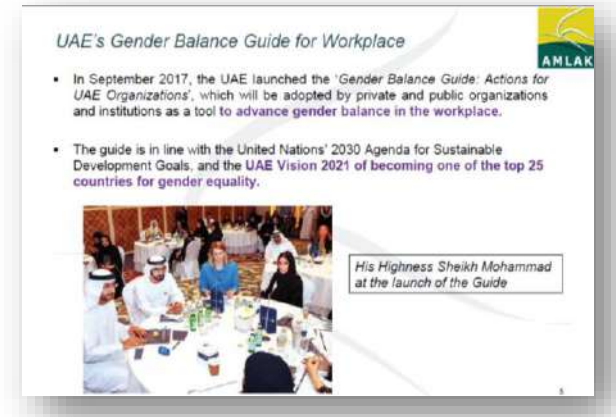 UAE's Gender Balance Guide for Workplace
AMLAK
▪ In September 2017, the UAE launched the 'Gender Balance Guide: Actions for
UAE Organizations', which will be adopted by private and public organizations
and institutions as a tool to advance gender balance in the workplace.
▪ The guide is in line with the United Nations' 2030 Agenda for Sustainable
Development Goals, and the UAE Vision 2021 of becoming one of the top 25
countries for gender equality.
His Highness Sheikh Mohammad
at the launch of the Guide